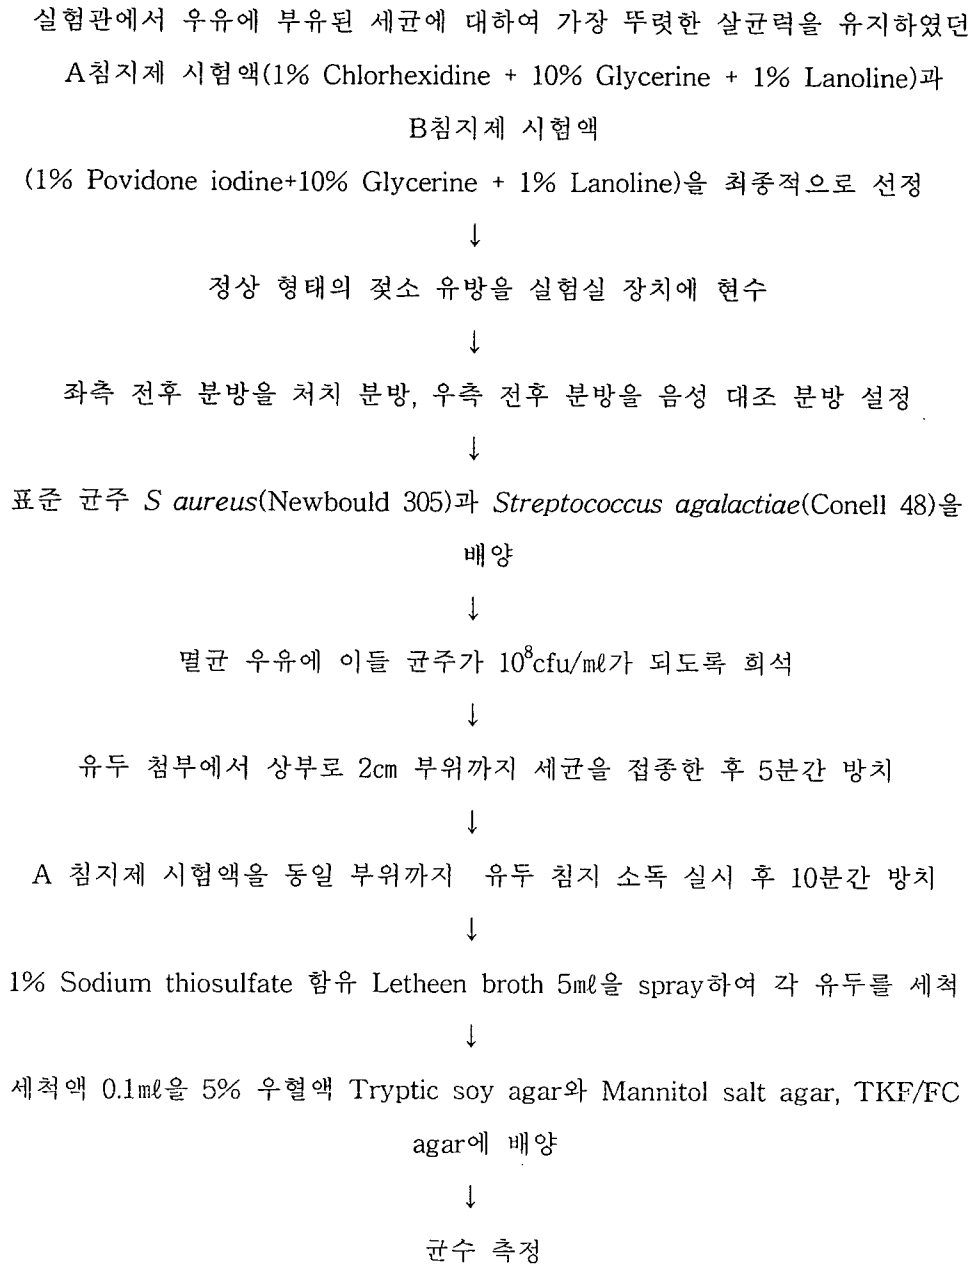 실험관에서 우유에 부유된 세균에 대하여 가장 뚜렷한 살균력을 유지하였던
A침지제 시험액(1% Chlorhexidine + 10% Glycerine + 1% Lanoline)과
B침지제 시험액
(1% Povidone iodine+10% Glycerine + 1% Lanoline)을 최종적으로 선정
↓
정상 형태의 젖소 유방을 실험실 장치에 현수
↓
좌측 전후 분방을 처치 분방, 우측 전후 분방을 음성 대조 분방 설정
↓
표준 균주 S aureus(Newbould 305)과 Streptococcus agalactiae(Conell 48)을
배양
↓
멸균 우유에 이들 균주가 10⁸cfu/mℓ가 되도록 희석
↓
유두 첨부에서 상부로 2cm 부위까지 세균을 접종한 후 5분간 방치
↓
A 침지제 시험액을 동일 부위까지 유두 침지 소독 실시 후 10분간 방치
↓
1% Sodium thiosulfate 함유 Letheen broth 5mℓ을 spray하여 각 유두를 세척
↓
세척액 0.1mℓ을 5% 우혈액 Tryptic soy agar와 Mannitol salt agar, TKF/FC
agar에 배양
↓
균수 측정